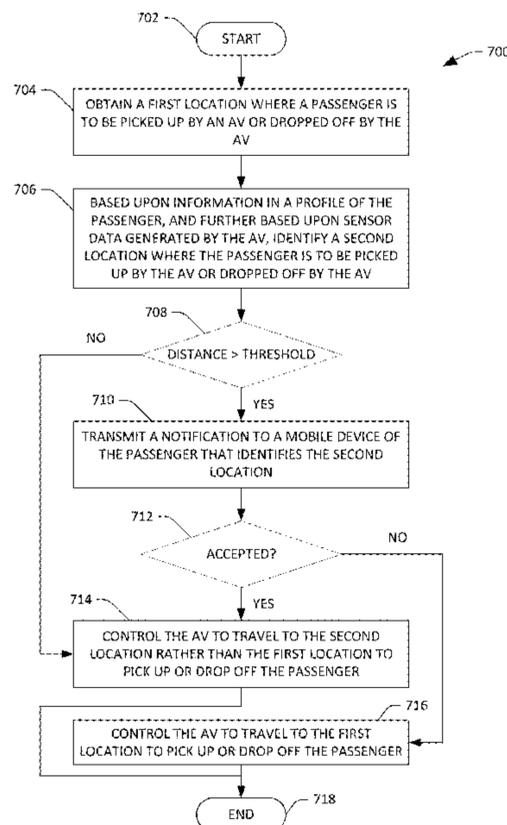 702
START
700
704
OBTAIN A FIRST LOCATION WHERE A PASSENGER IS
TO BE PICKED UP BY AN AV OR DROPPED OFF BY THE
AV
706
BASED UPON INFORMATION IN A PROFILE OF THE
PASSENGER, AND FURTHER BASED UPON SENSOR
DATA GENERATED BY THE AV, IDENTIFY A SECOND
LOCATION WHERE THE PASSENGER IS TO BE PICKED
UP BY THE AV OR DROPPED OFF BY THE AV
708
NO
DISTANCE > THRESHOLD
710
YES
TRANSMIT A NOTIFICATION TO A MOBILE DEVICE OF
THE PASSENGER THAT IDENTIFIES THE SECOND
LOCATION
712
NO
ACCEPTED?
714
YES
CONTROL THE AV TO TRAVEL TO THE SECOND
LOCATION RATHER THAN THE FIRST LOCATION TO
PICK UP OR DROP OFF THE PASSENGER
716
CONTROL THE AV TO TRAVEL TO THE FIRST
LOCATION TO PICK UP OR DROP OFF THE PASSENGER
END
718